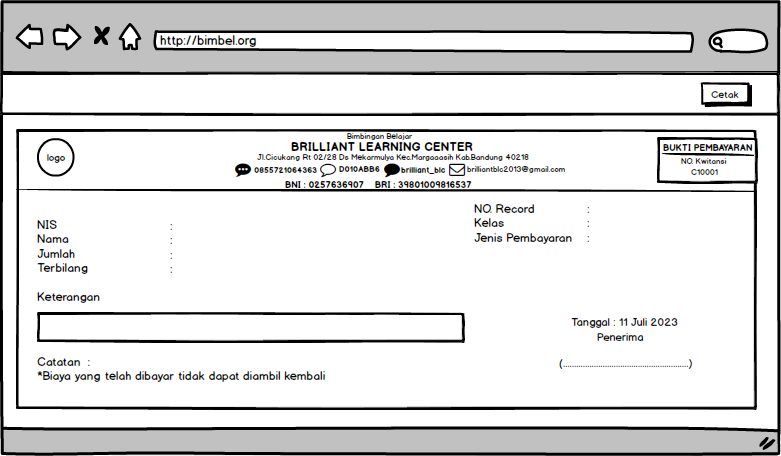 http://bimbel.org
Cetak
logo
Bimbingan Belajar
BRILLIANT LEARNING CENTER
Jl.Cicukang Rt 02/28 Ds Mekarmulya Kec.Margaaasih Kab.Bandung 40218
0855721064363 D010ABB6 brilliant_blc briliantblc2013@gmail.com
BNI : 0257636907 BRI : 39801009816537
BUKTI PEMBAYARAN
NO. Kwitansi
C10001
NO. Record :
Kelas :
Jenis Pembayaran :
NIS :
Nama :
Jumlah :
Terbilang :
Keterangan
Tanggal : 11 Juli 2023
Penerima
(....................................................)
Catatan :
*Biaya yang telah dibayar tidak dapat diambil kembali